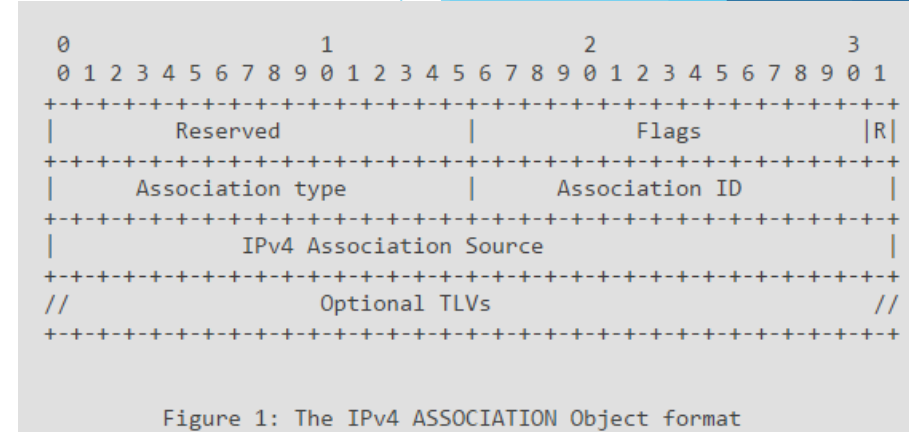 0                   1                   2                   3
 0 1 2 3 4 5 6 7 8 9 0 1 2 3 4 5 6 7 8 9 0 1 2 3 4 5 6 7 8 9 0 1
+-+-+-+-+-+-+-+-+-+-+-+-+-+-+-+-+-+-+-+-+-+-+-+-+-+-+-+-+-+-+-+-+
|         Reserved              |            Flags            |R|
+-+-+-+-+-+-+-+-+-+-+-+-+-+-+-+-+-+-+-+-+-+-+-+-+-+-+-+-+-+-+-+-+
|      Association type         |      Association ID           |
+-+-+-+-+-+-+-+-+-+-+-+-+-+-+-+-+-+-+-+-+-+-+-+-+-+-+-+-+-+-+-+-+
|              IPv4 Association Source                          |
+-+-+-+-+-+-+-+-+-+-+-+-+-+-+-+-+-+-+-+-+-+-+-+-+-+-+-+-+-+-+-+-+
//                   Optional TLVs                             //
+-+-+-+-+-+-+-+-+-+-+-+-+-+-+-+-+-+-+-+-+-+-+-+-+-+-+-+-+-+-+-+-+
Figure 1: The IPv4 ASSOCIATION Object format